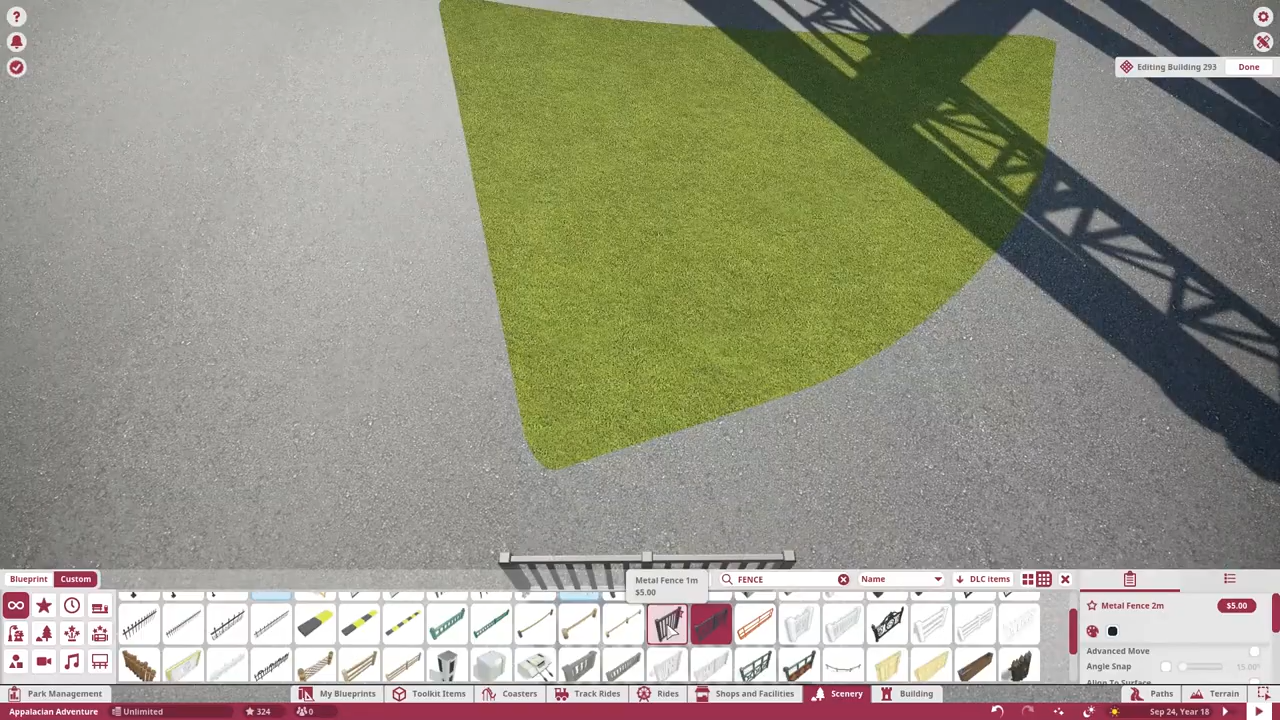 ?
Editing Building 293
Done
Metal Fence 1m
$5.00
Blueprint
Custom
FENCE
Name
DLC items
Metal Fence 2m
$5.00
Advanced Move
Angle Snap
15.00°
Park Management
My Blueprints
Toolkit Items
Coasters
Track Rides
Rides
Shops and Facilities
Scenery
Building
Paths
Terrain
Appalacian Adventure
Unlimited
324
0
Sep 24, Year 18